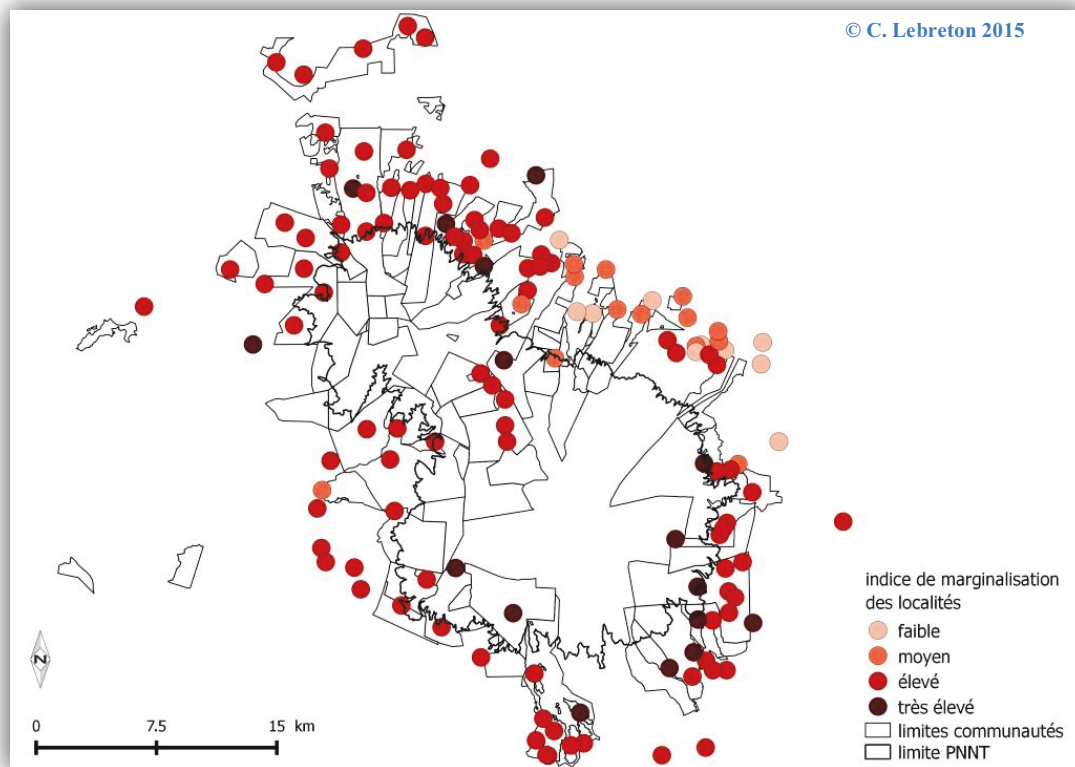 © C. Lebreton 2015
indice de marginalisation
des localités
faible
moyen
élevé
très élevé
limites communautés
limite PNNT
N
0 7.5 15 km